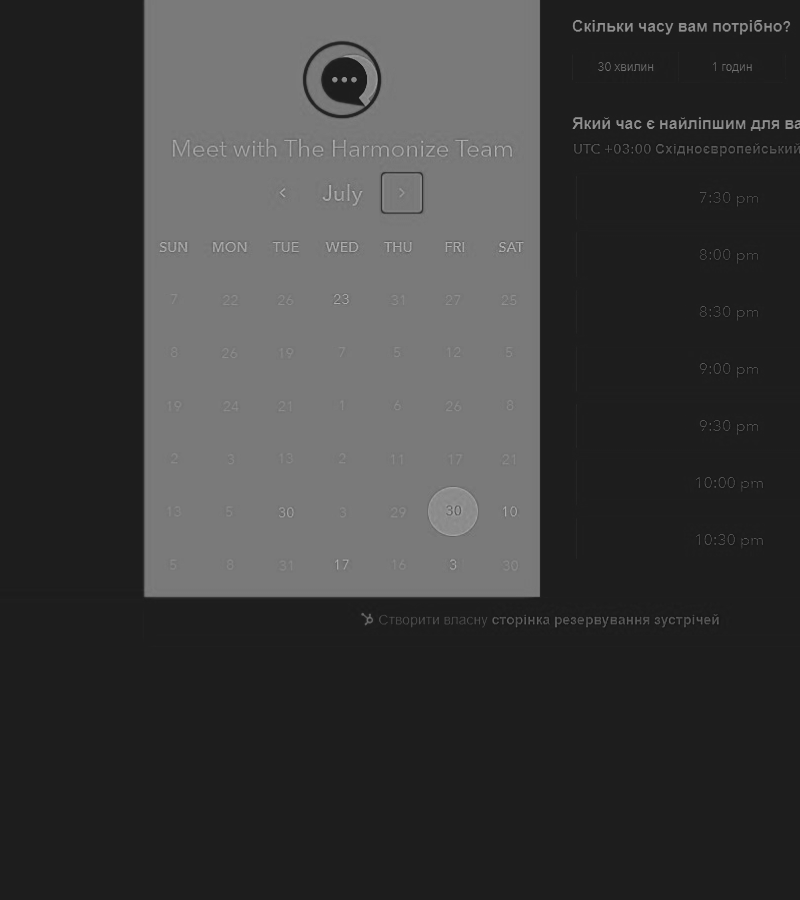 Meet with The Harmonize Team
July
SUN MON TUE WED THU FRI SAT
7 22 26 23 31 27 25
8 26 19 7 5 12 5
19 24 21 1 6 26 8
2 3 13 2 11 17 21
13 5 30 3 29 30 10
5 8 31 17 16 3 30
Скільки часу вам потрібно?
30 хвилин 1 годин
Який час є найліпшим для ва
UTC +03:00 Східноєвропейський
7:30 pm
8:00 pm
8:30 pm
9:00 pm
9:30 pm
10:00 pm
10:30 pm
Створити власну сторінка резервування зустрічей